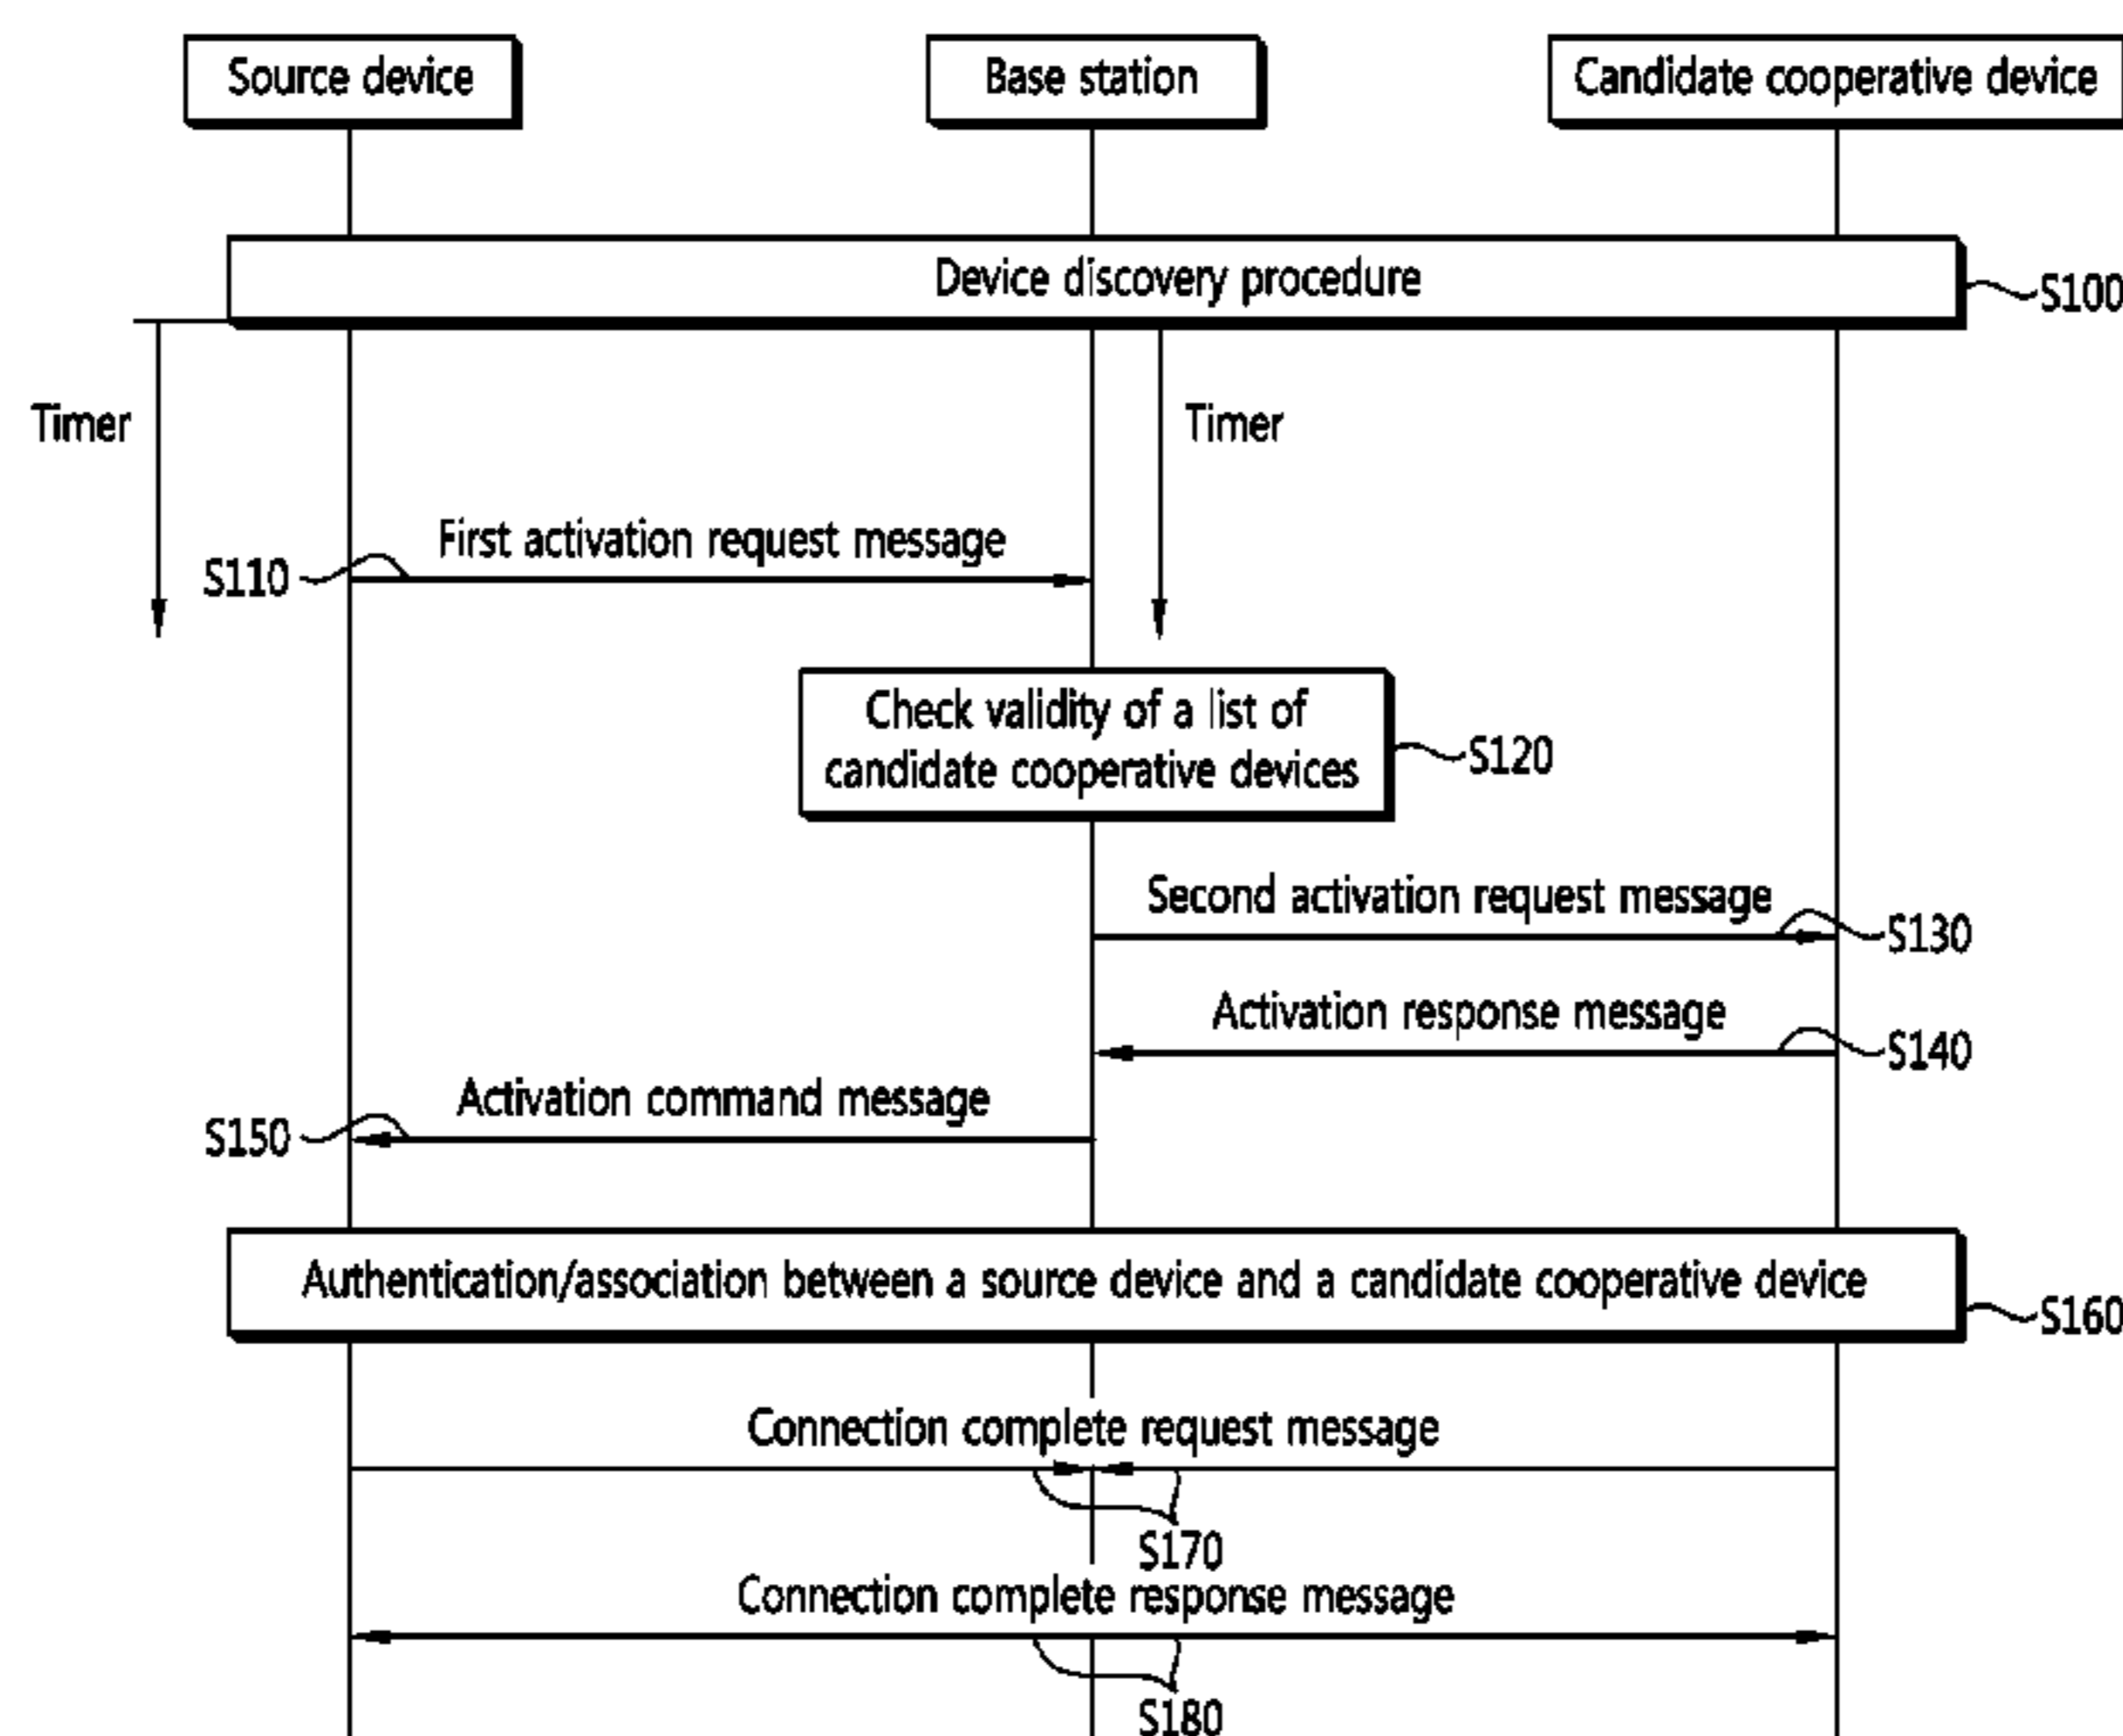 Source device
Base station
Candidate cooperative device
Device discovery procedure
S100
Timer
Timer
First activation request message
S110
Check validity of a list of
candidate cooperative devices
S120
Second activation request message
S130
Activation response message
S140
Activation command message
S150
Authentication/association between a source device and a candidate cooperative device
S160
Connection complete request message
S170
Connection complete response message
S180